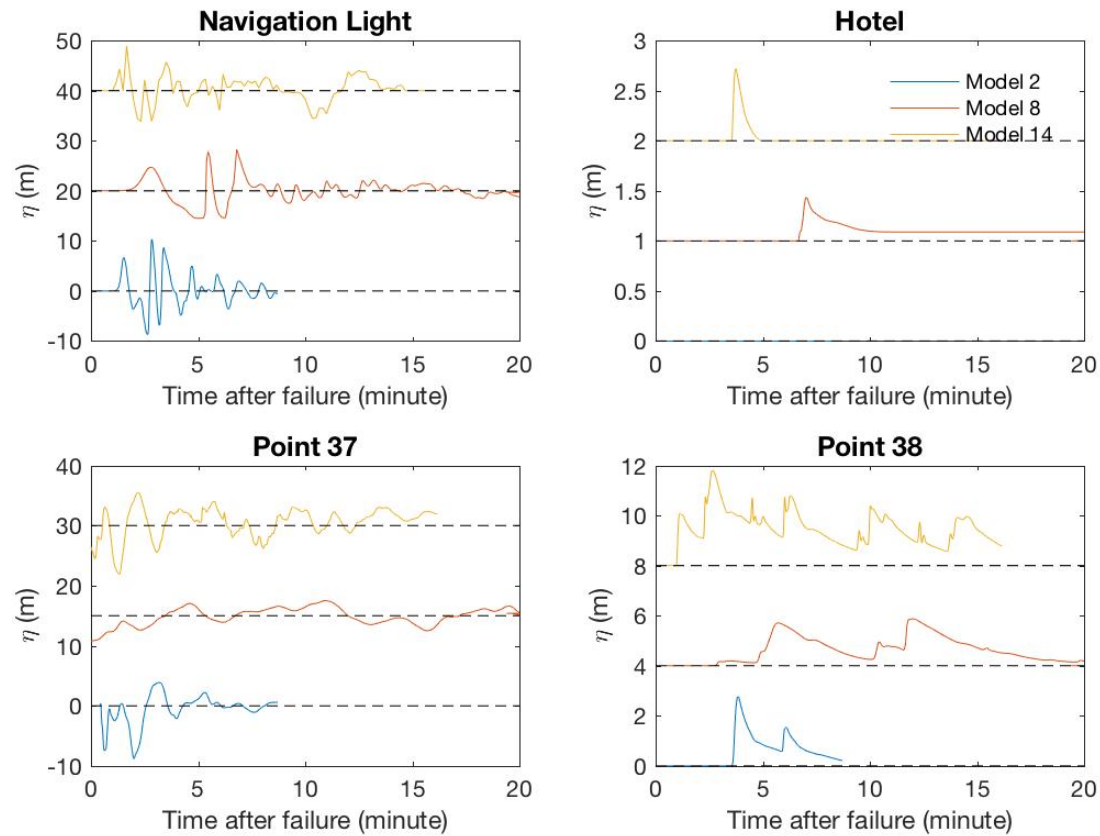 Navigation Light
50
40
30
20
10
0
-10
η (m)
0 5 10 15 20
Time after failure (minute)
Hotel
3
2.5
2
1.5
1
0.5
0
η (m)
Model 2
Model 8
Model 14
0 5 10 15 20
Time after failure (minute)
Point 37
40
30
20
10
0
-10
η (m)
0 5 10 15 20
Time after failure (minute)
Point 38
12
10
8
6
4
2
0
η (m)
0 5 10 15 20
Time after failure (minute)